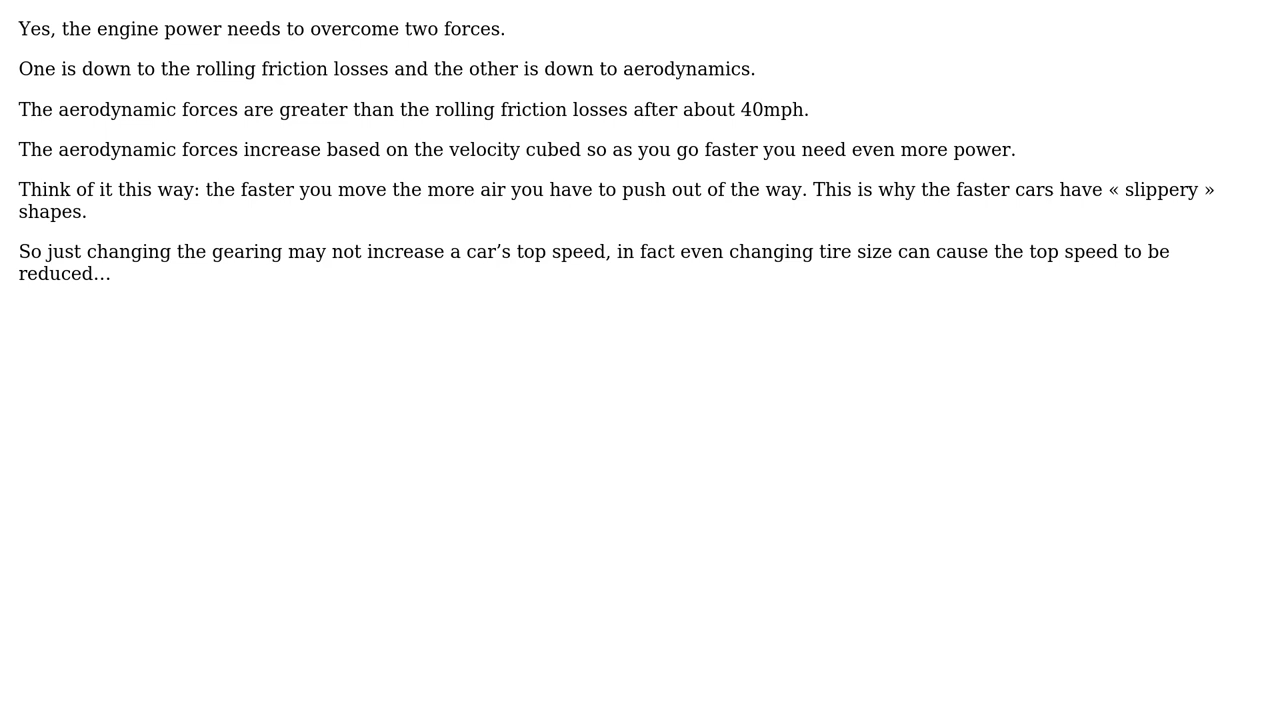 Yes, the engine power needs to overcome two forces.
One is down to the rolling friction losses and the other is down to aerodynamics.
The aerodynamic forces are greater than the rolling friction losses after about 40mph.
The aerodynamic forces increase based on the velocity cubed so as you go faster you need even more power.
Think of it this way: the faster you move the more air you have to push out of the way. This is why the faster cars have « slippery »
shapes.
So just changing the gearing may not increase a car’s top speed, in fact even changing tire size can cause the top speed to be
reduced…